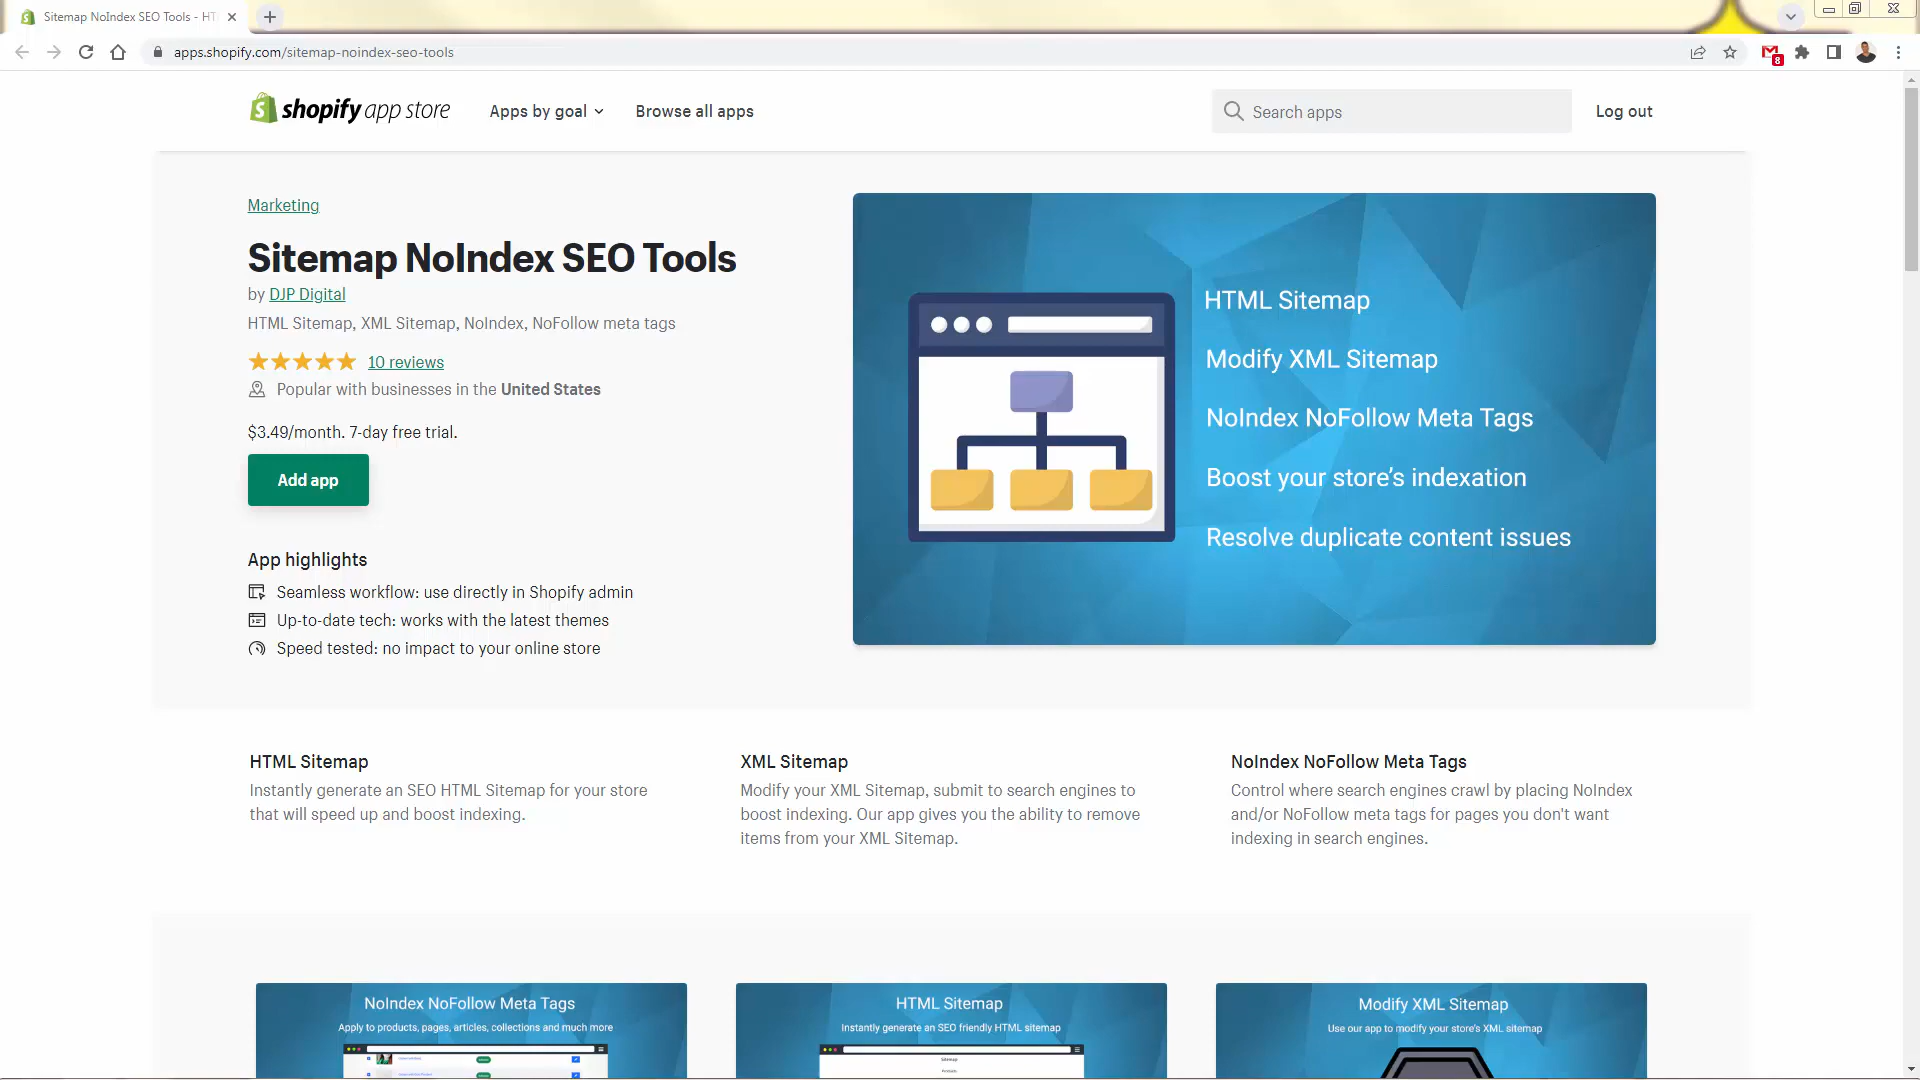 Sitemap NoIndex SEO Tools - HT
apps.shopify.com/sitemap-noindex-seo-tools
8
shopify app store
Apps by goal
Browse all apps
Search apps
Log out
Marketing
Sitemap NoIndex SEO Tools
by DJP Digital
HTML Sitemap, XML Sitemap, NoIndex, NoFollow meta tags
10 reviews
Popular with businesses in the United States
$3.49/month. 7-day free trial.
Add app
App highlights
Seamless workflow: use directly in Shopify admin
Up-to-date tech: works with the latest themes
Speed tested: no impact to your online store
HTML Sitemap
Modify XML Sitemap
NoIndex NoFollow Meta Tags
Boost your store’s indexation
Resolve duplicate content issues
HTML Sitemap
Instantly generate an SEO HTML Sitemap for your store
that will speed up and boost indexing.
XML Sitemap
Modify your XML Sitemap, submit to search engines to
boost indexing. Our app gives you the ability to remove
items from your XML Sitemap.
NoIndex NoFollow Meta Tags
Control where search engines crawl by placing NoIndex
and/or NoFollow meta tags for pages you don't want
indexing in search engines.
NoIndex NoFollow Meta Tags
Apply to products, pages, articles, collections and much more
HTML Sitemap
Instantly generate an SEO friendly HTML sitemap
Sitemap
Products
Modify XML Sitemap
Use our app to modify your store's XML sitemap